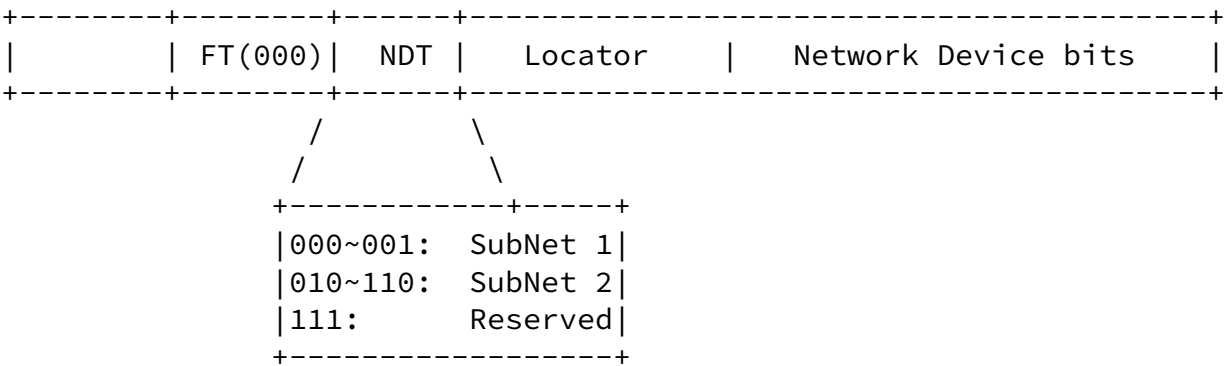 | | FT(000)| NDT | Locator | Network Device bits |
|000~001: SubNet 1|
|010~110: SubNet 2|
|111: Reserved|